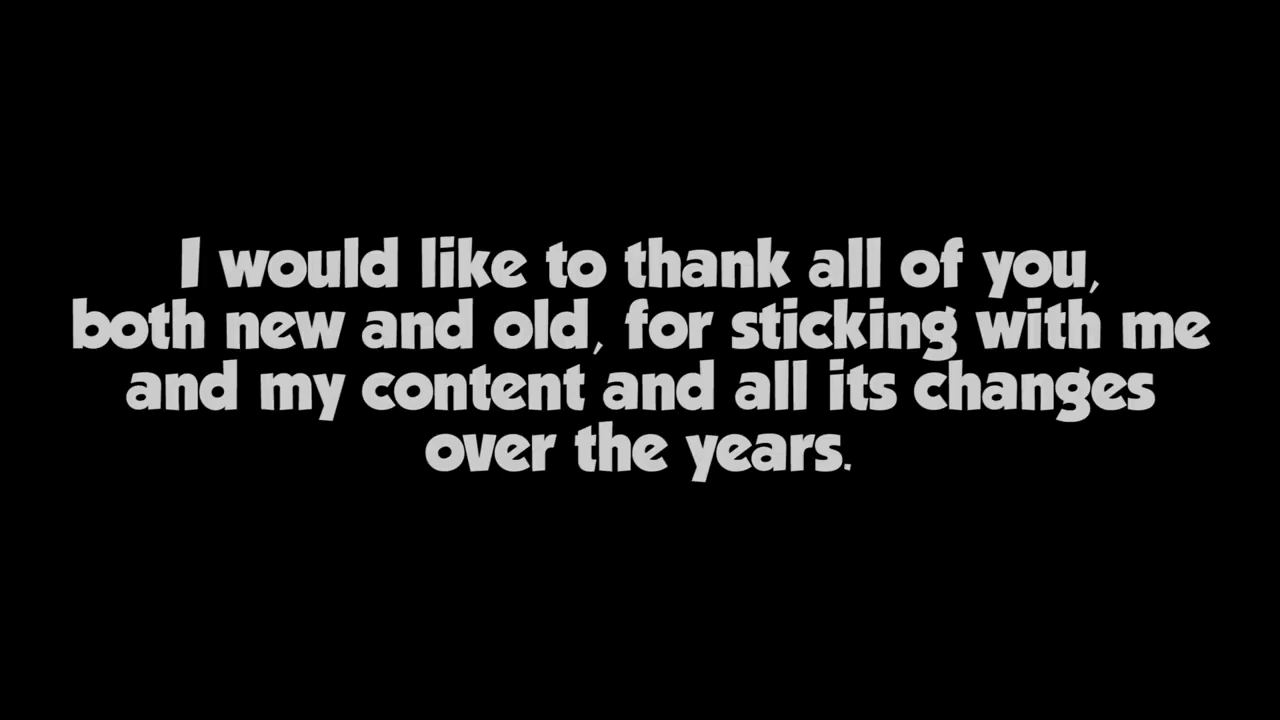 I would like to thank all of you,
both new and old, for sticking with me
and my content and all its changes
over the years.